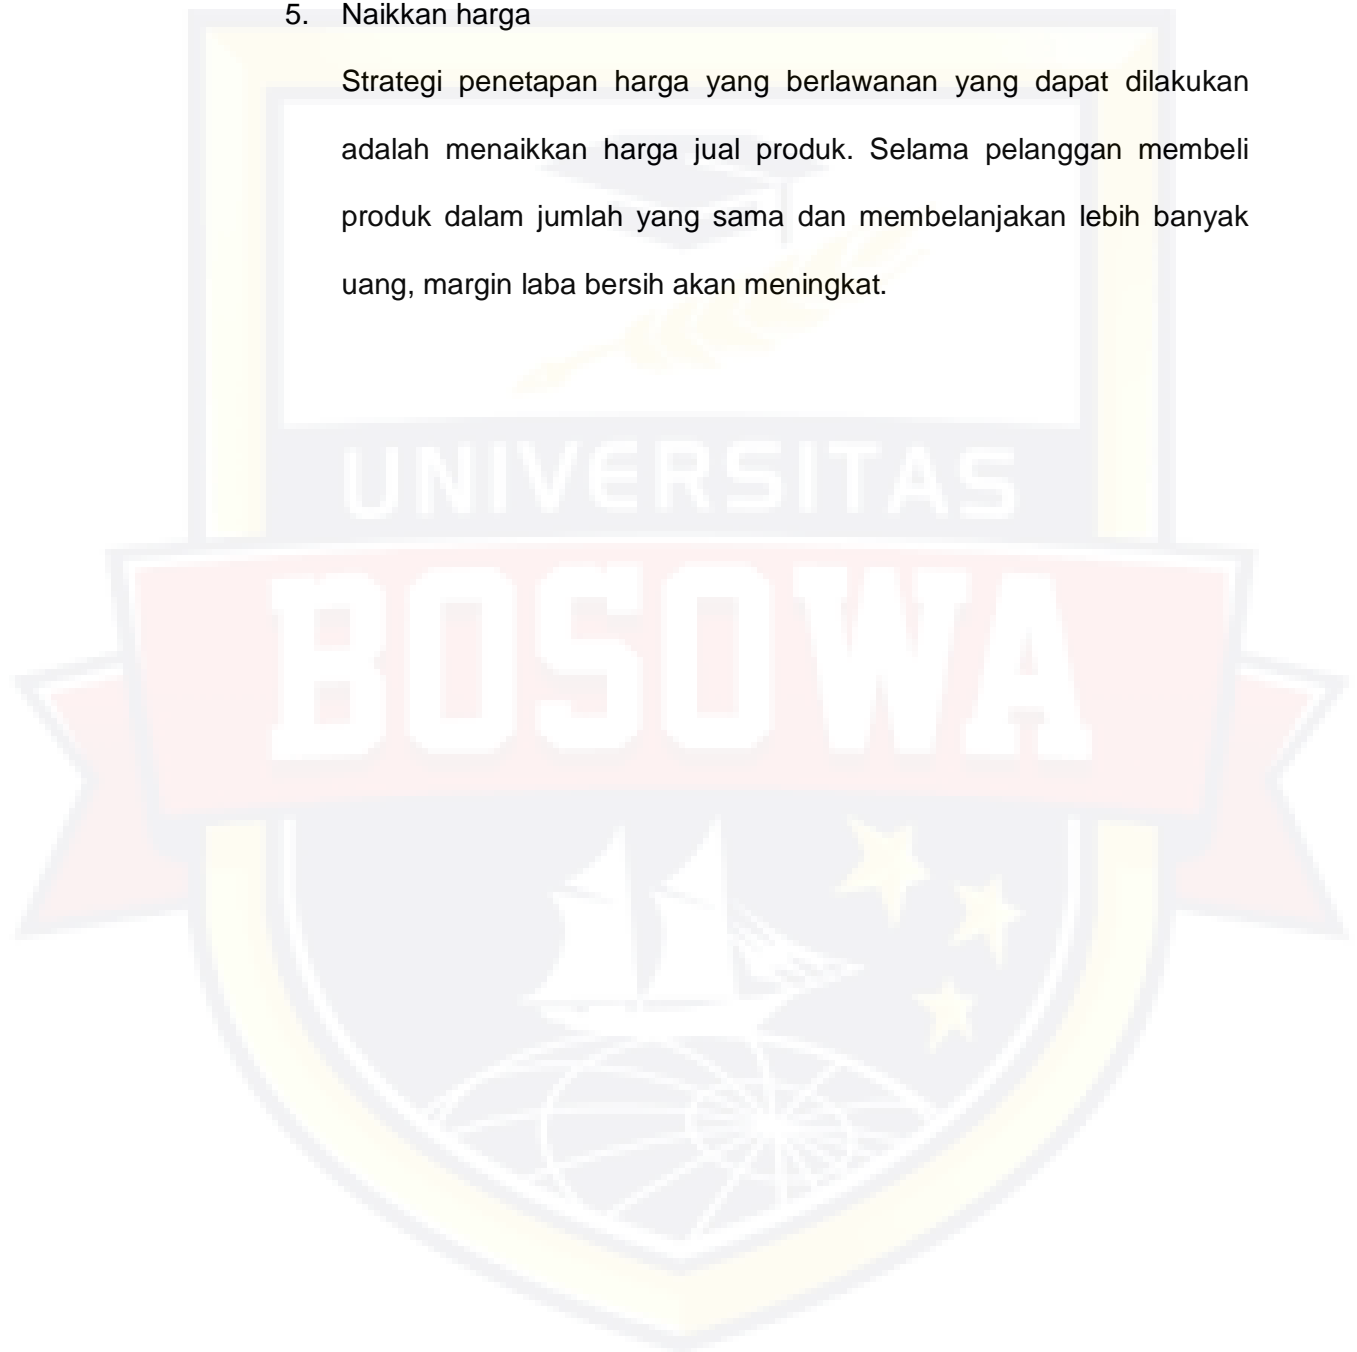 5. Naikkan harga
Strategi penetapan harga yang berlawanan yang dapat dilakukan
adalah menaikkan harga jual produk. Selama pelanggan membeli
produk dalam jumlah yang sama dan membelanjakan lebih banyak
uang, margin laba bersih akan meningkat.
UNIVERSITAS
BOSOWA